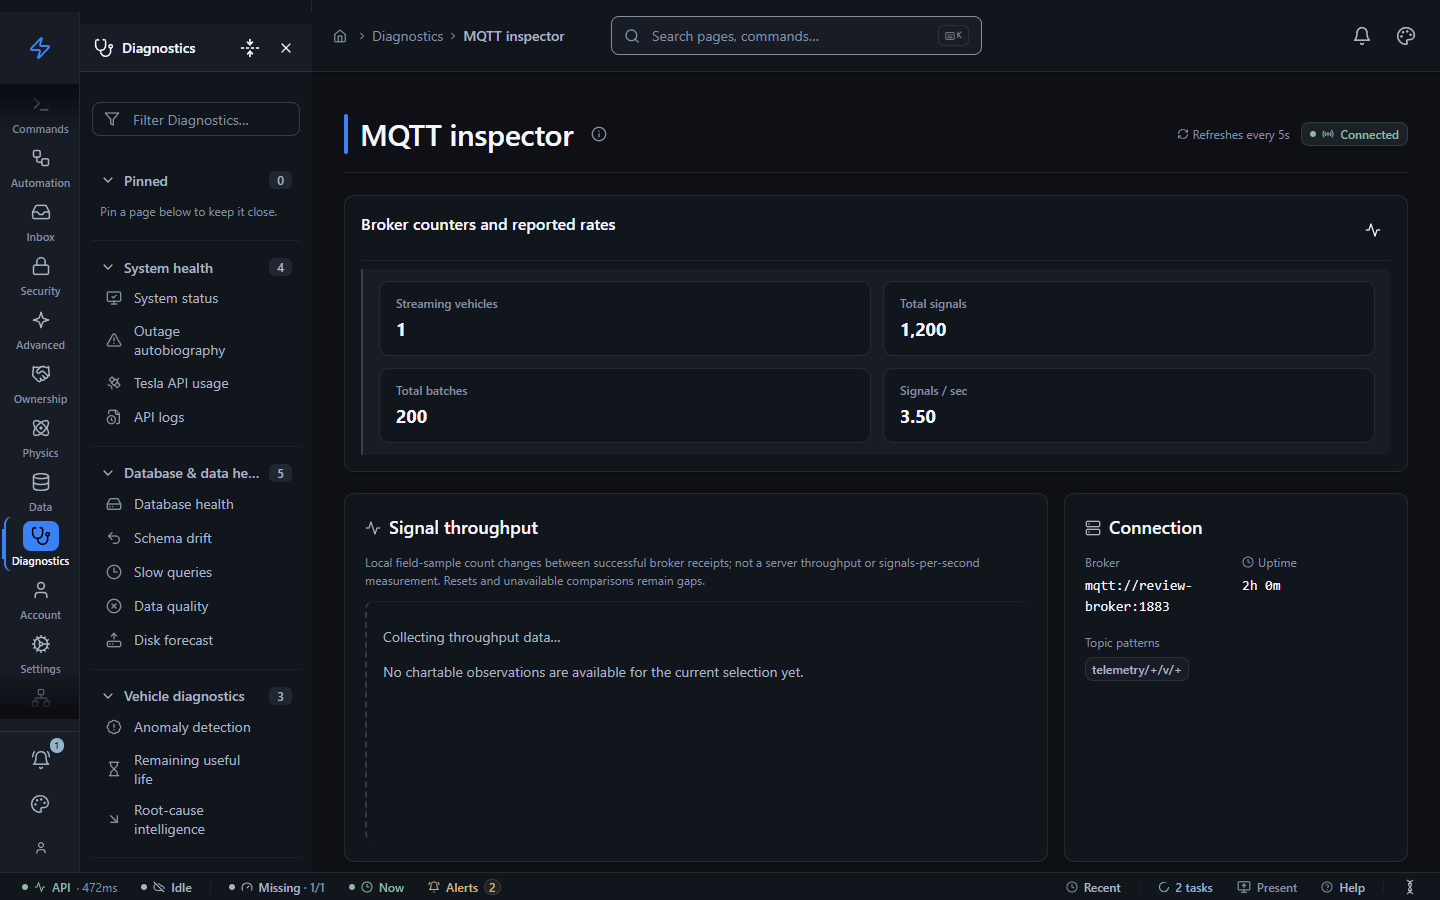 Commands
Automation
Inbox
Security
Advanced
Ownership
Physics
Data
Diagnostics
Account
Settings
1
Diagnostics
Filter Diagnostics...
Pinned 0
Pin a page below to keep it close.
System health 4
System status
Outage
autobiography
Tesla API usage
API logs
Database & data he... 5
Database health
Schema drift
Slow queries
Data quality
Disk forecast
Vehicle diagnostics 3
Anomaly detection
Remaining useful
life
Root-cause
intelligence
Diagnostics MQTT inspector
Search pages, commands... K
MQTT inspector
Refreshes every 5s Connected
Broker counters and reported rates
Streaming vehicles
1
Total signals
1,200
Total batches
200
Signals / sec
3.50
Signal throughput
Local field-sample count changes between successful broker receipts; not a server throughput or signals-per-second
measurement. Resets and unavailable comparisons remain gaps.
Collecting throughput data...
No chartable observations are available for the current selection yet.
Connection
Broker
mqtt://review-
broker:1883
Uptime
2h 0m
Topic patterns
telemetry/+/v/+
API · 472ms Idle Missing · 1/1 Now Alerts 2 Recent 2 tasks Present Help